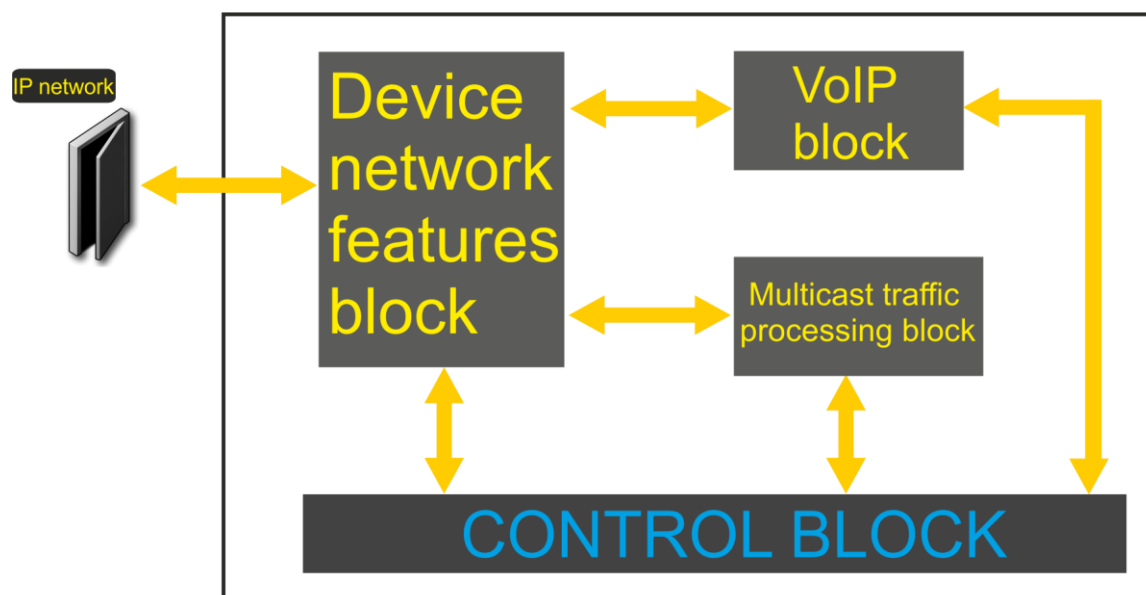 IP network
Device
network
features
block
VoIP
block
Multicast traffic
processing block
CONTROL BLOCK